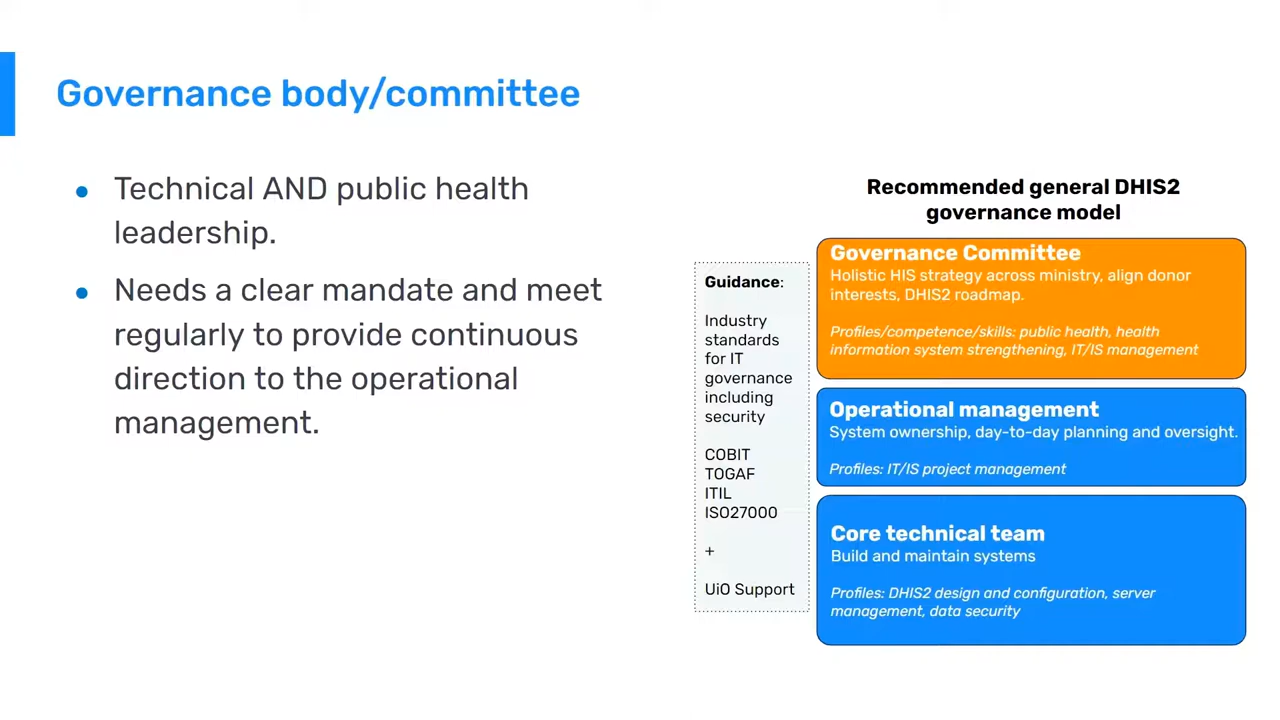 Governance body/committee
● Technical AND public health
leadership.
● Needs a clear mandate and meet
regularly to provide continuous
direction to the operational
management.
Recommended general DHIS2
governance model
Guidance:
Industry
standards
for IT
governance
including
security
COBIT
TOGAF
ITIL
ISO27000
+
UiO Support
Governance Committee
Holistic HIS strategy across ministry, align donor
interests, DHIS2 roadmap.
Profiles/competence/skills: public health, health
information system strengthening, IT/IS management
Operational management
System ownership, day-to-day planning and oversight.
Profiles: IT/IS project management
Core technical team
Build and maintain systems
Profiles: DHIS2 design and configuration, server
management, data security